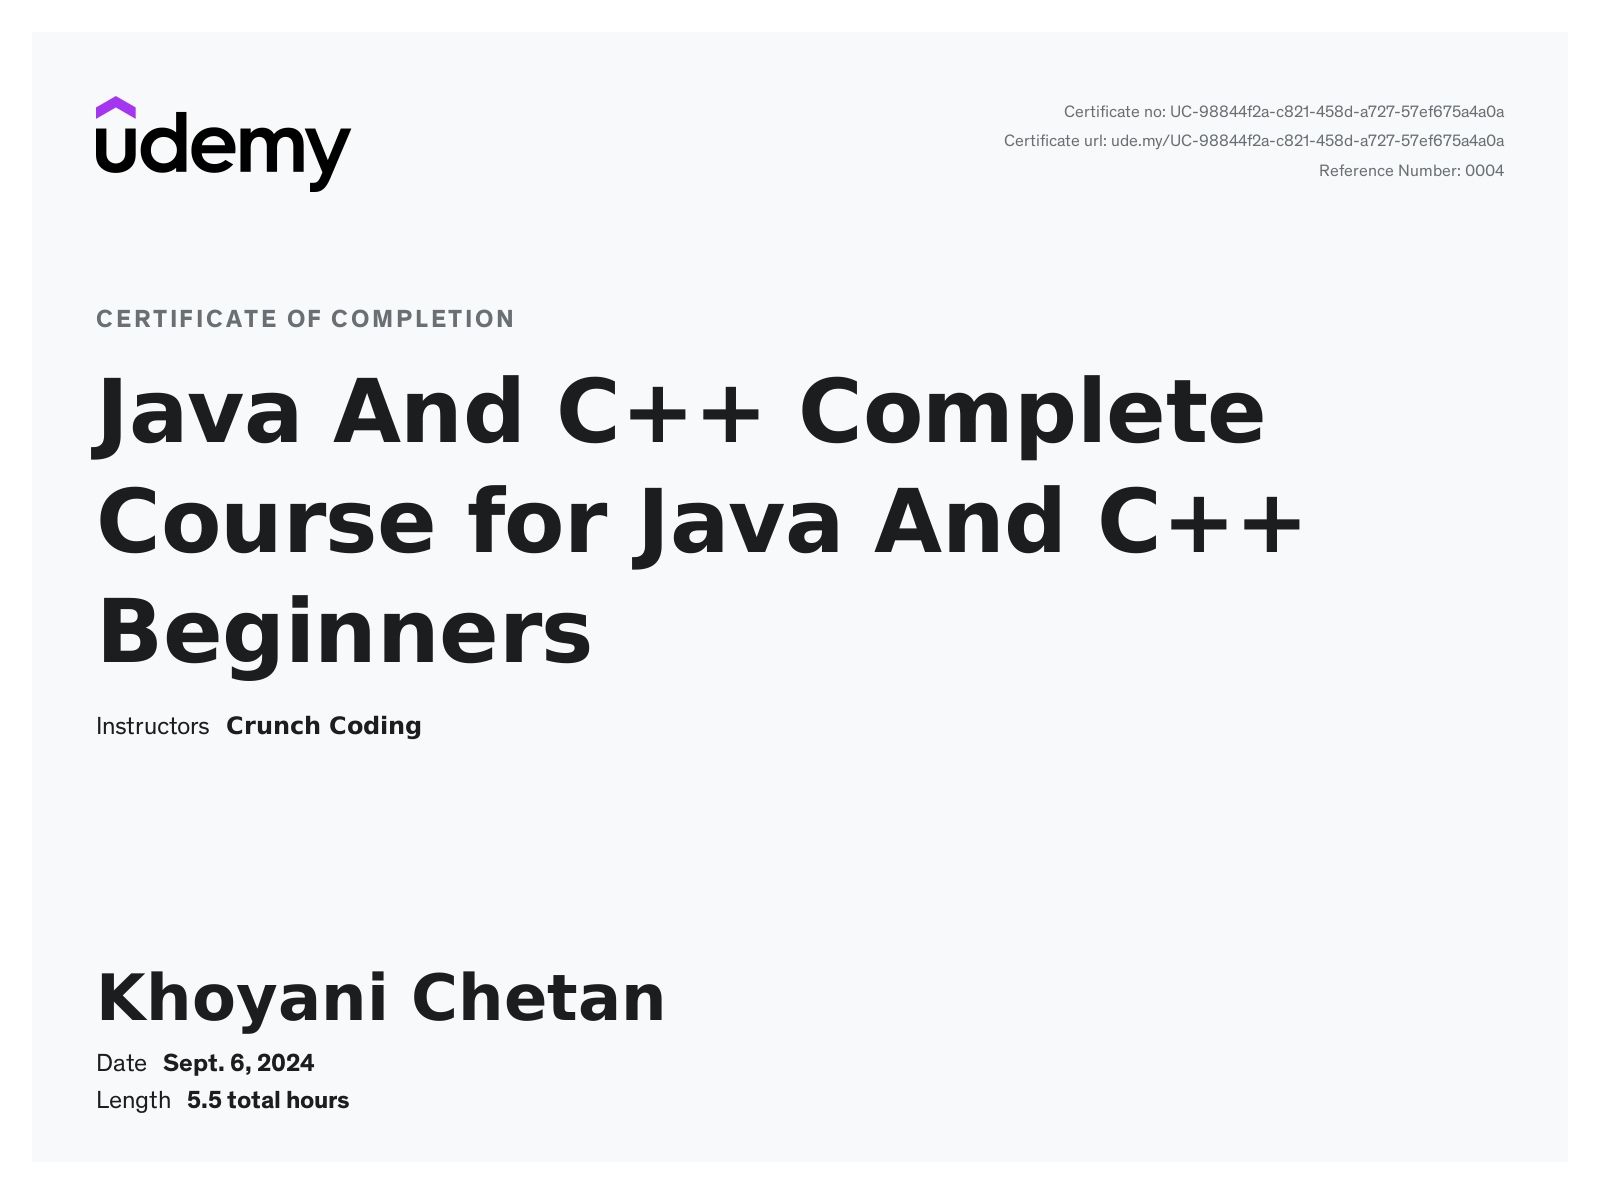 udemy
Certificate no: UC-98844f2a-c821-458d-a727-57ef675a4a0a
Certificate url: ude.my/UC-98844f2a-c821-458d-a727-57ef675a4a0a
Reference Number: 0004
CERTIFICATE OF COMPLETION
Java And C++ Complete
Course for Java And C++
Beginners
Instructors Crunch Coding
Khoyani Chetan
Date Sept. 6, 2024
Length 5.5 total hours